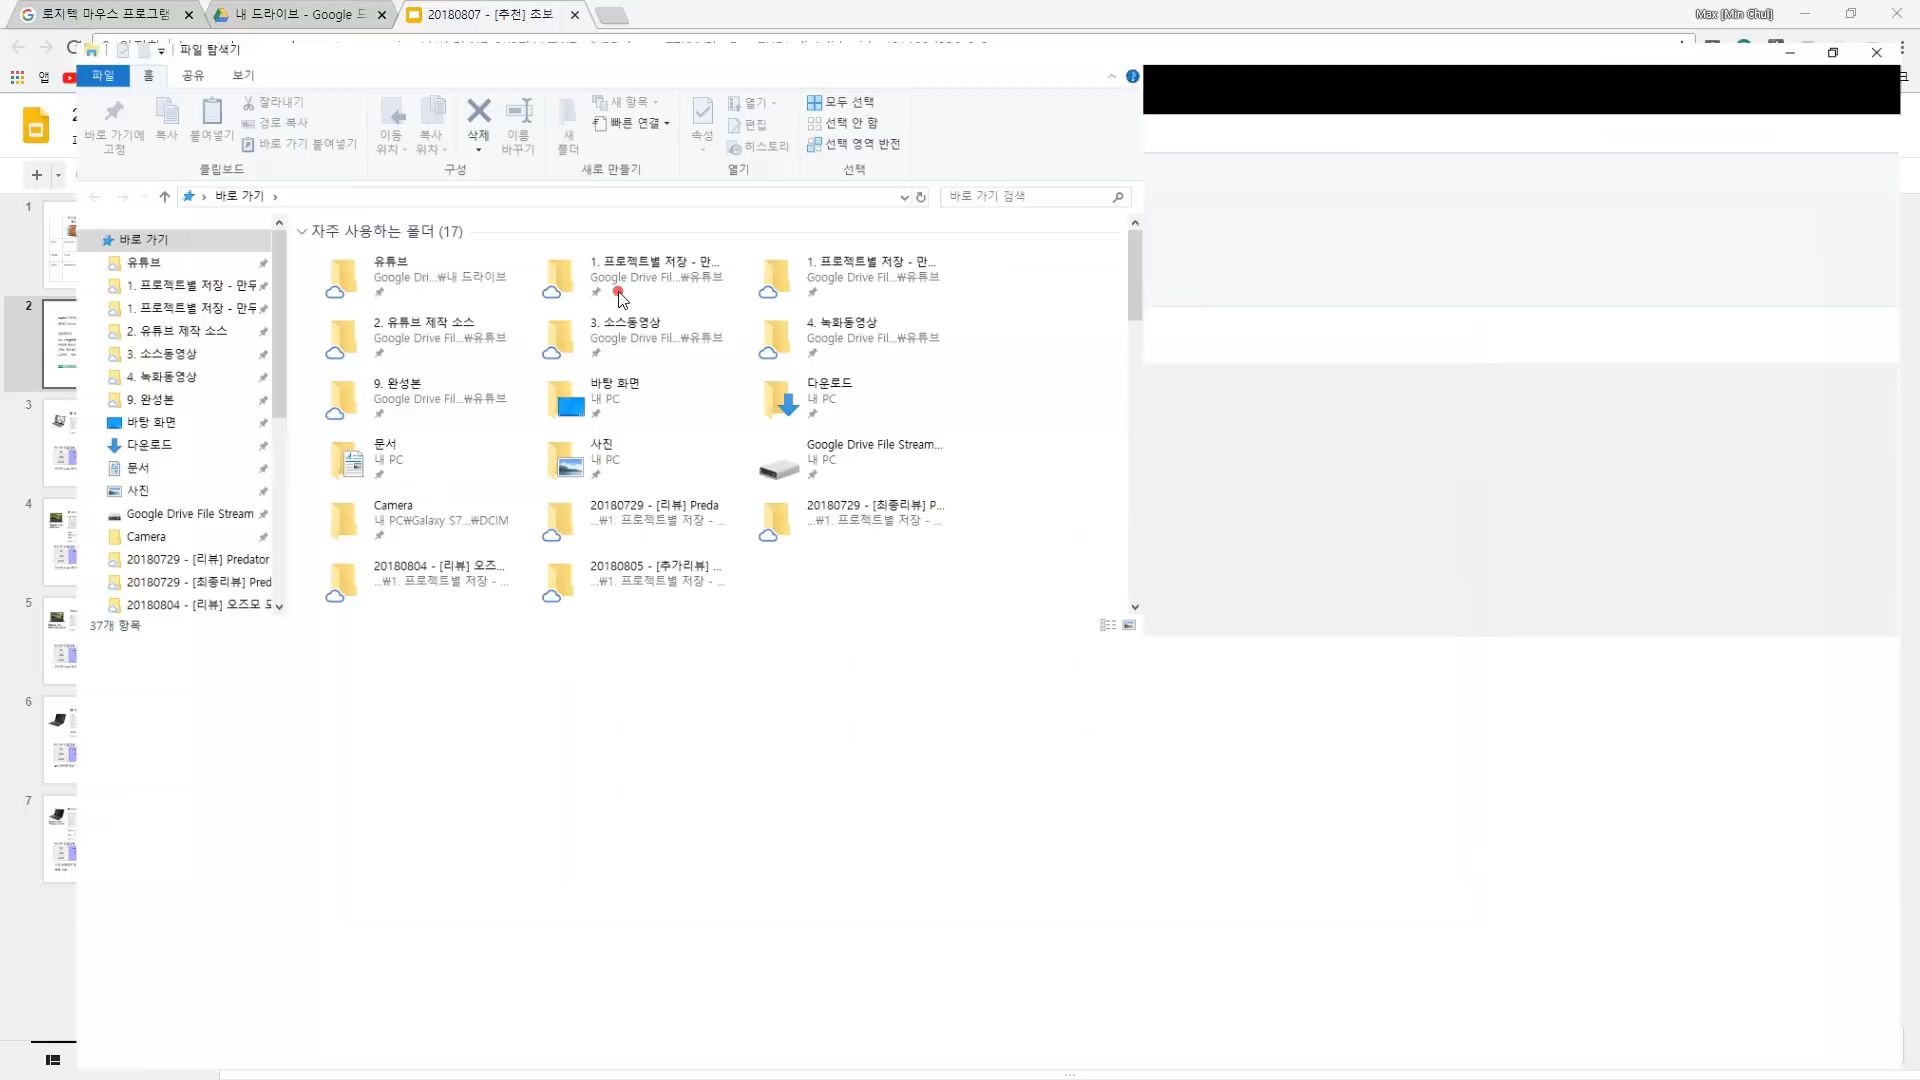 로지텍 마우스 프로그램
내 드라이브 - Google 드
20180807 - [추천] 초보
Max [Min Chul]
파일 탐색기
앱
파일
홈
공유
보기
바로 가기에
고정
복사
붙여넣기
잘라내기
경로 복사
바로 가기 붙여넣기
클립보드
이동
위치
복사
위치
삭제
이름
바꾸기
구성
새
폴더
새 항목
빠른 연결
새로 만들기
속성
열기
편집
히스토리
열기
모두 선택
선택 안 함
선택 영역 반전
선택
바로 가기
바로 가기 검색
바로 가기
유튜브
1. 프로젝트별 저장 - 만두
1. 프로젝트별 저장 - 만두
2. 유튜브 제작 소스
3. 소스동영상
4. 녹화동영상
9. 완성본
바탕 화면
다운로드
문서
사진
Google Drive File Stream
Camera
20180729 - [리뷰] Predator
20180729 - [최종리뷰] Pred
20180804 - [리뷰] 오즈모 모
37개 항목
자주 사용하는 폴더 (17)
유튜브
Google Dri...₩내 드라이브
1. 프로젝트별 저장 - 만...
Google Drive Fil...₩유튜브
1. 프로젝트별 저장 - 만...
Google Drive Fil...₩유튜브
2. 유튜브 제작 소스
Google Drive Fil...₩유튜브
3. 소스동영상
Google Drive Fil...₩유튜브
4. 녹화동영상
Google Drive Fil...₩유튜브
9. 완성본
Google Drive Fil...₩유튜브
바탕 화면
내 PC
다운로드
내 PC
문서
내 PC
사진
내 PC
Google Drive File Stream...
내 PC
Camera
내 PC₩Galaxy S7...₩DCIM
20180729 - [리뷰] Preda
...₩1. 프로젝트별 저장 - ...
20180729 - [최종리뷰] P...
...₩1. 프로젝트별 저장 - ...
20180804 - [리뷰] 오즈...
...₩1. 프로젝트별 저장 - ...
20180805 - [추가리뷰] ...
...₩1. 프로젝트별 저장 - ...
1
2
3
4
5
6
7